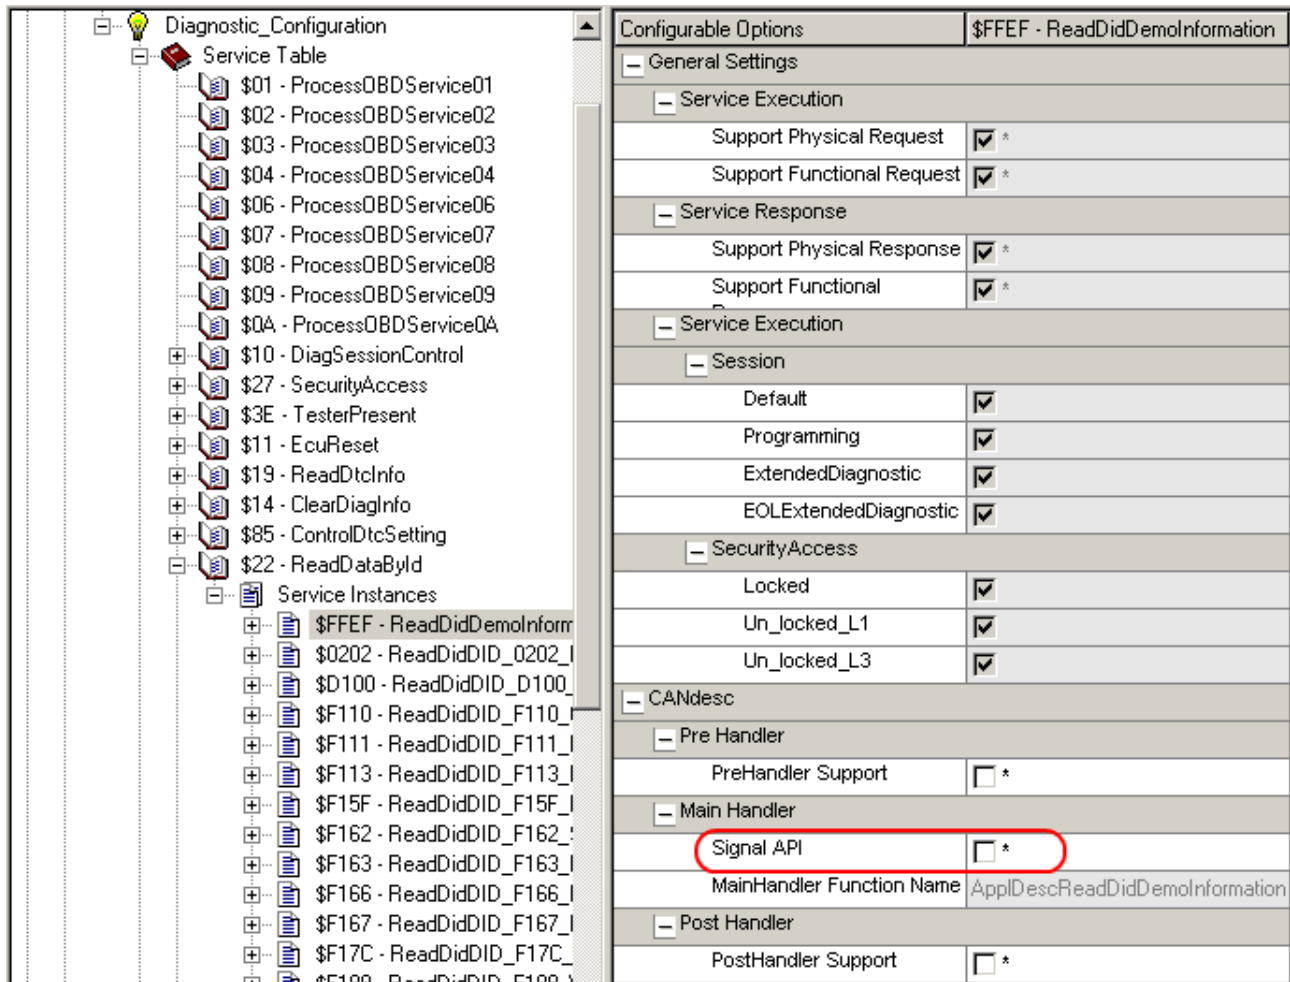 Diagnostic_Configuration
Service Table
$01 - ProcessOBDService01
$02 - ProcessOBDService02
$03 - ProcessOBDService03
$04 - ProcessOBDService04
$06 - ProcessOBDService06
$07 - ProcessOBDService07
$08 - ProcessOBDService08
$09 - ProcessOBDService09
$0A - ProcessOBDService0A
$10 - DiagSessionControl
$27 - SecurityAccess
$3E - TesterPresent
$11 - EcuReset
$19 - ReadDtcInfo
$14 - ClearDiagInfo
$85 - ControlDtcSetting
$22 - ReadDataById
Service Instances
$FFEF - ReadDidDemoInform
$0202 - ReadDidDID_0202_
$D100 - ReadDidDID_D100_
$F110 - ReadDidDID_F110_
$F111 - ReadDidDID_F111_
$F113 - ReadDidDID_F113_
$F15F - ReadDidDID_F15F_
$F162 - ReadDidDID_F162_
$F163 - ReadDidDID_F163_
$F166 - ReadDidDID_F166_
$F167 - ReadDidDID_F167_
$F17C - ReadDidDID_F17C_
Configurable Options $FFEF - ReadDidDemoInformation
General Settings
Service Execution
Support Physical Request *
Support Functional Request *
Service Response
Support Physical Response *
Support Functional *
Service Execution
Session
Default
Programming
ExtendedDiagnostic
EOLExtendedDiagnostic
SecurityAccess
Locked
Un_locked_L1
Un_locked_L3
CANdesc
Pre Handler
PreHandler Support *
Main Handler
Signal API *
MainHandler Function Name ApplDescReadDidDemoInformation
Post Handler
PostHandler Support *